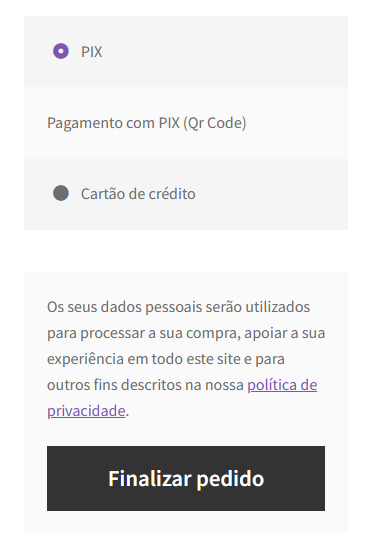 PIX
Pagamento com PIX (Qr Code)
Cartão de crédito
Os seus dados pessoais serão utilizados
para processar a sua compra, apoiar a sua
experiência em todo este site e para
outros fins descritos na nossa política de
privacidade.
Finalizar pedido